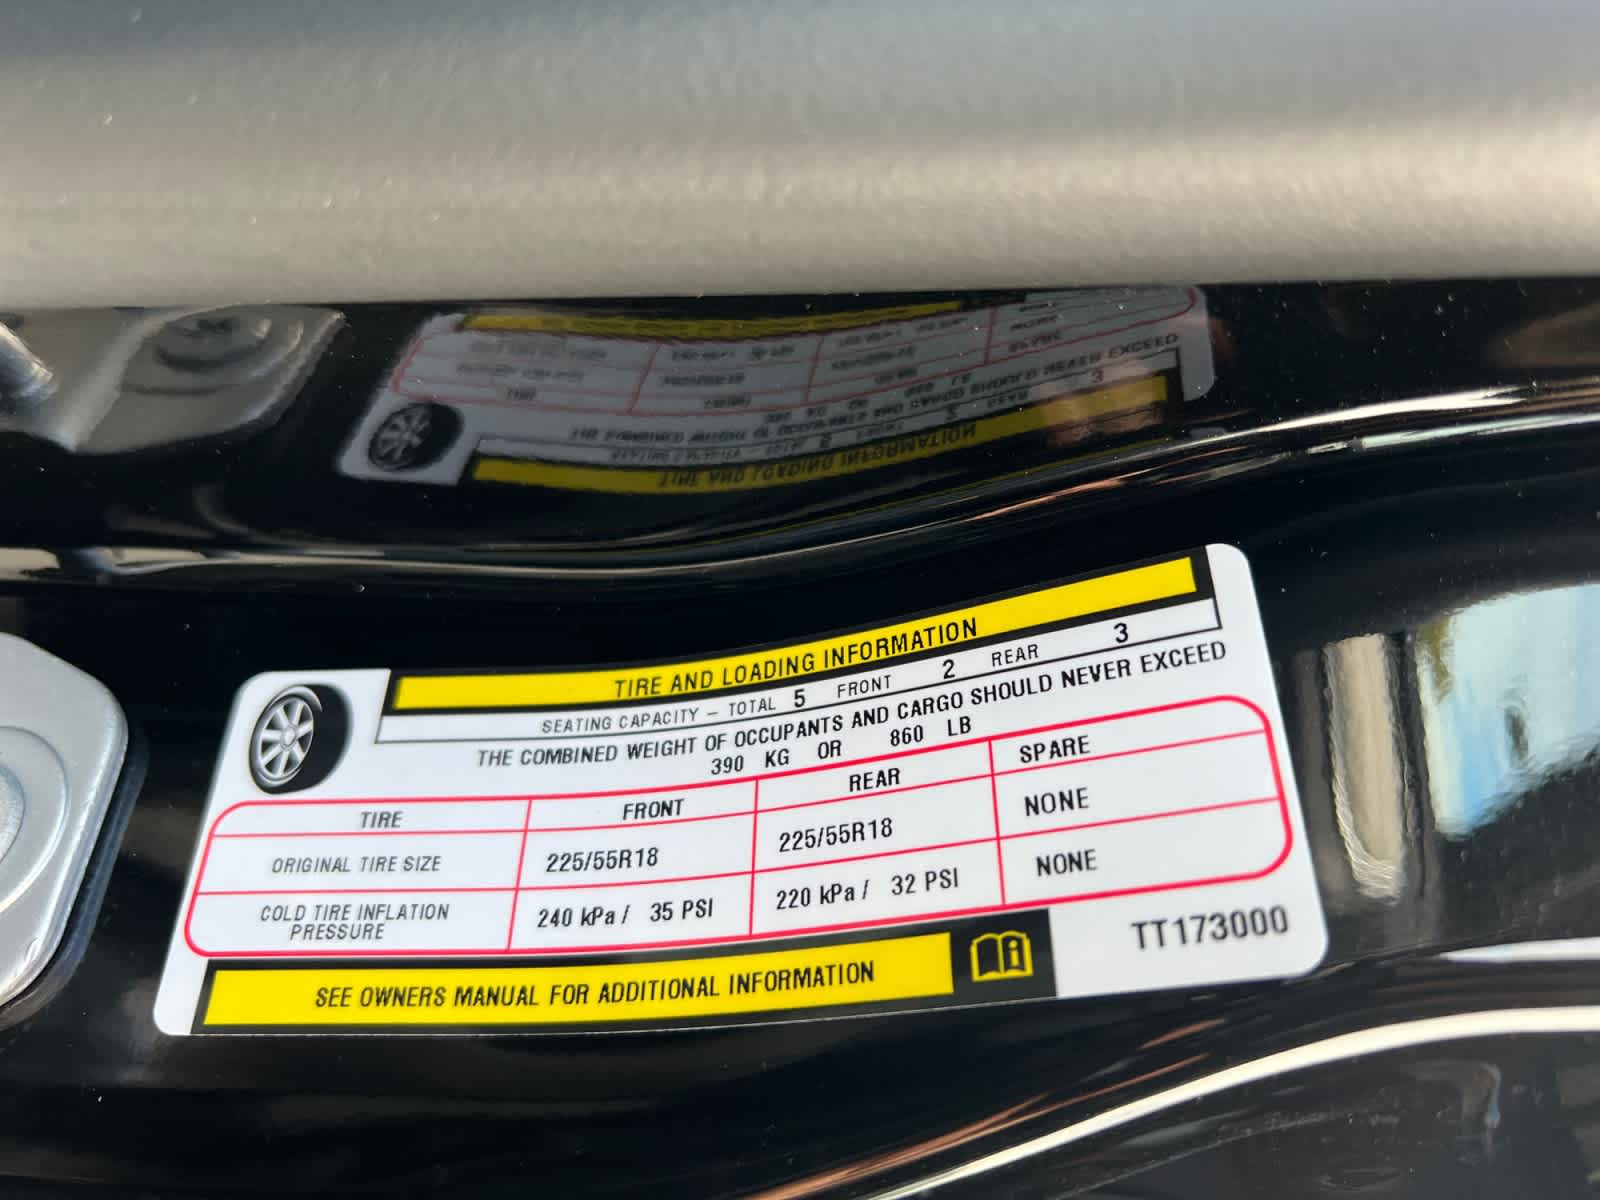 TIRE AND LOADING INFORMATION
SEATING CAPACITY – TOTAL 5 FRONT 2 REAR 3
THE COMBINED WEIGHT OF OCCUPANTS AND CARGO SHOULD NEVER EXCEED
390 KG OR 860 LB
TIRE FRONT REAR SPARE
ORIGINAL TIRE SIZE 225/55R18 225/55R18 NONE
COLD TIRE INFLATION
PRESSURE 240 kPa / 35 PSI 220 kPa / 32 PSI NONE
SEE OWNERS MANUAL FOR ADDITIONAL INFORMATION
TT173000